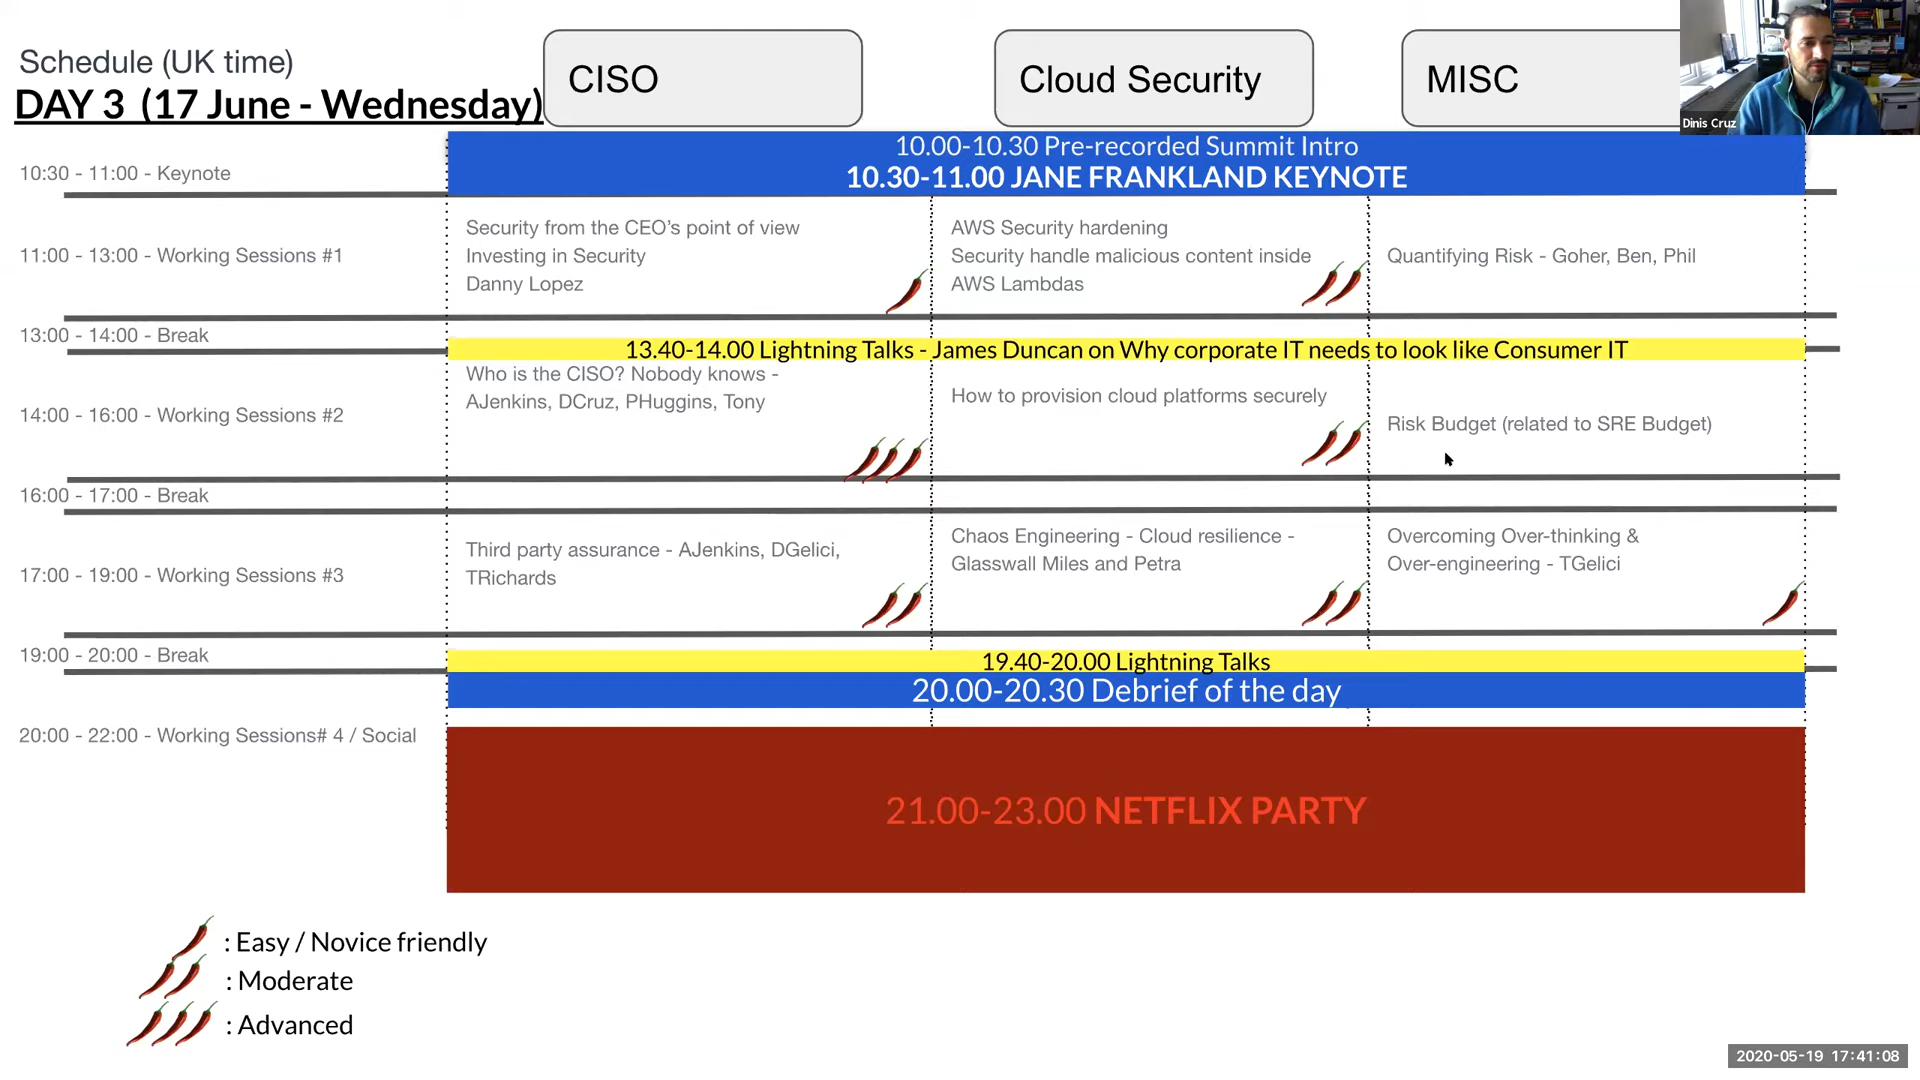 Schedule (UK time)
DAY 3 (17 June - Wednesday)
CISO
Cloud Security
MISC
Dinis Cruz
10.00-10.30 Pre-recorded Summit Intro
10:30 - 11:00 - Keynote
10.30-11.00 JANE FRANKLAND KEYNOTE
11:00 - 13:00 - Working Sessions #1
Security from the CEO’s point of view
Investing in Security
Danny Lopez
AWS Security hardening
Security handle malicious content inside
AWS Lambdas
Quantifying Risk - Goher, Ben, Phil
13:00 - 14:00 - Break
13.40-14.00 Lightning Talks - James Duncan on Why corporate IT needs to look like Consumer IT
14:00 - 16:00 - Working Sessions #2
Who is the CISO? Nobody knows -
AJenkins, DCruz, PHuggins, Tony
How to provision cloud platforms securely
Risk Budget (related to SRE Budget)
16:00 - 17:00 - Break
17:00 - 19:00 - Working Sessions #3
Third party assurance - AJenkins, DGelici,
TRichards
Chaos Engineering - Cloud resilience -
Glasswall Miles and Petra
Overcoming Over-thinking &
Over-engineering - TGelici
19:00 - 20:00 - Break
19.40-20.00 Lightning Talks
20.00-20.30 Debrief of the day
20:00 - 22:00 - Working Sessions# 4 / Social
21.00-23.00 NETFLIX PARTY
: Easy / Novice friendly
: Moderate
: Advanced
2020-05-19 17:41:08